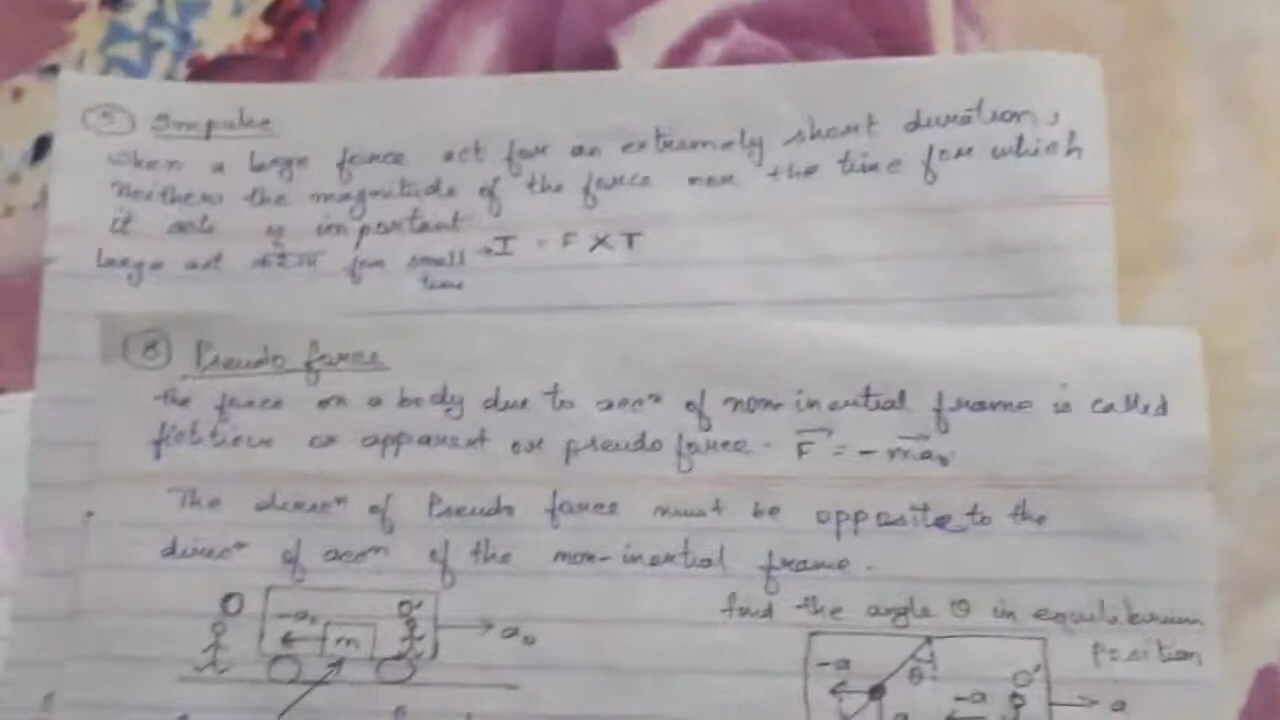 5 Impulse
When a large force act for an extremely short duration,
Neither the magnitude of the force nor the time for which
it acts is important
Large act for small → I = F X T
time
8 Pseudo force
the force on a body due to accn of non-inertial frame is called
fictitious or apparent or pseudo force. F = -ma₀
The direcn of Pseudo force must be opposite to the
direcn of accn of the non-inertial frame.
find the angle θ in equilibrium
position
O -a₀ m O' a₀
-a θ -a O' a